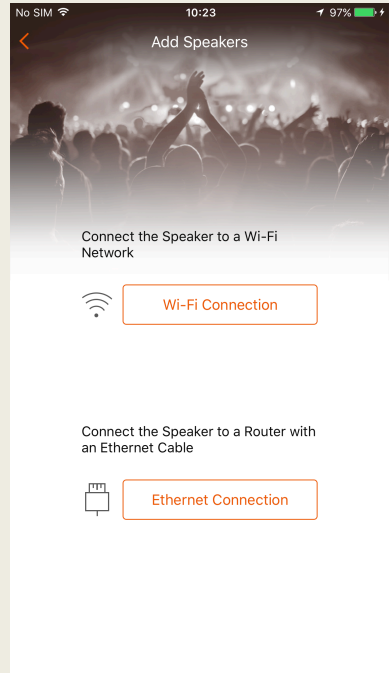 No SIM 10:23 97%
Add Speakers
Connect the Speaker to a Wi-Fi
Network
Wi-Fi Connection
Connect the Speaker to a Router with
an Ethernet Cable
Ethernet Connection